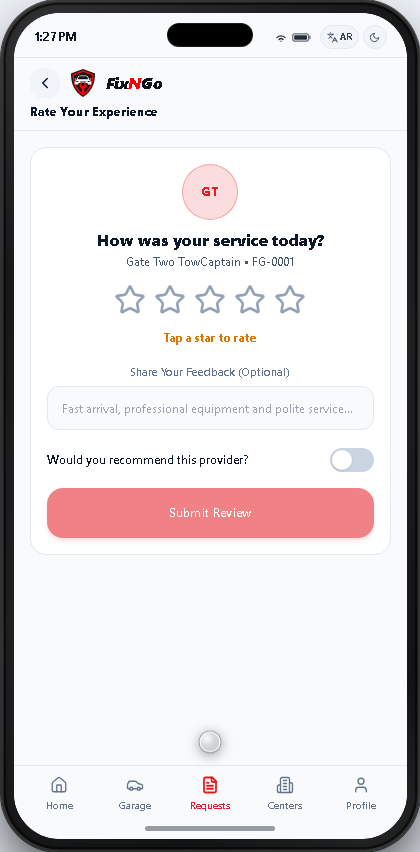 1:27 PM
AR
FixNGo
Rate Your Experience
GT
How was your service today?
Gate Two TowCaptain • FG-0001
Tap a star to rate
Share Your Feedback (Optional)
Fast arrival, professional equipment and polite service...
Would you recommend this provider?
Submit Review
Home Garage Requests Centers Profile